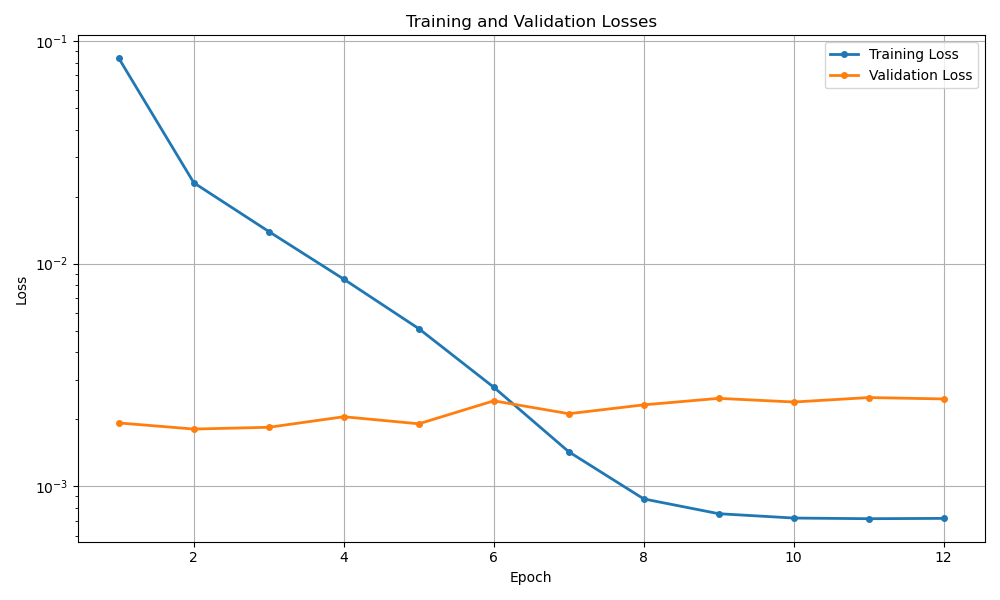 Training and Validation Losses
Training Loss
Validation Loss
10⁻¹
10⁻²
10⁻³
Loss
2 4 6 8 10 12
Epoch